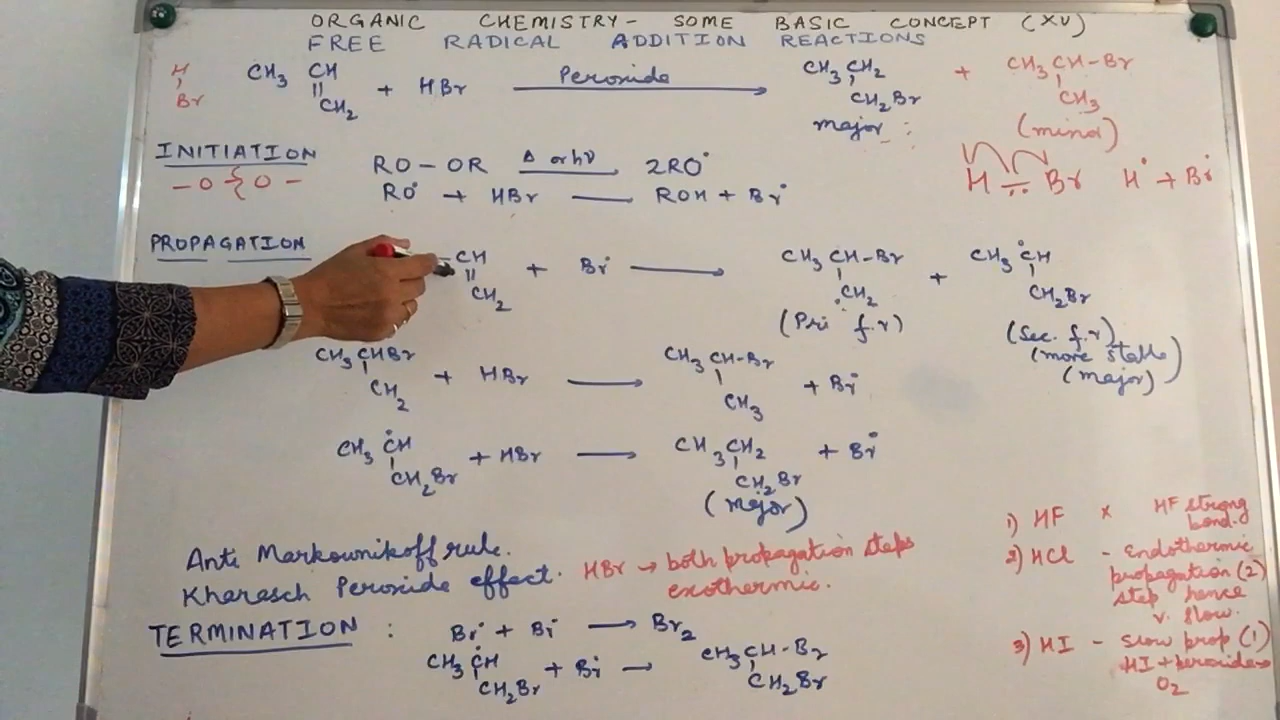 ORGANIC CHEMISTRY - SOME BASIC CONCEPT (XV)
FREE RADICAL ADDITION REACTIONS
H
Br
CH3 CH + HBr Peroxide CH3 CH2 + CH3 CH-Br
CH2 CH2Br CH3
major (minor)
INITIATION
-O O-
RO-OR Δ or hν 2RO•
RO• + HBr ROH + Br•
H Br H• + Br•
PROPAGATION
CH + Br• → CH3 CH-Br + CH3 •CH
CH2 •CH2 CH2Br
(Pri f.r) (Sec. f.r)
(more stable)
(major)
CH3 CHBr + HBr → CH3 CH-Br + Br•
CH2 CH3
CH3 •CH + HBr → CH3 CH2 + Br•
CH2Br CH2Br
(major)
Anti Markownikoff rule.
Kharasch Peroxide effect.
HBr → both propagation steps
exothermic.
1) HF x HF strong
bond.
2) HCl - Endothermic
propagation (2)
step hence
v. slow.
3) HI - Slow prop (1)
HI + peroxide→
O2
TERMINATION :
Br• + Br• → Br2
CH3 •CH + Br• → CH3 CH-Br
CH2Br CH2Br